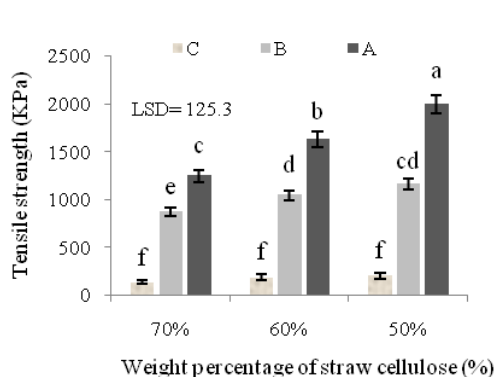 C B A
2500
2000
1500
1000
500
0
Tensile strength (KPa)
LSD= 125.3
f e c
f d b
f cd a
70% 60% 50%
Weight percentage of straw cellulose (%)